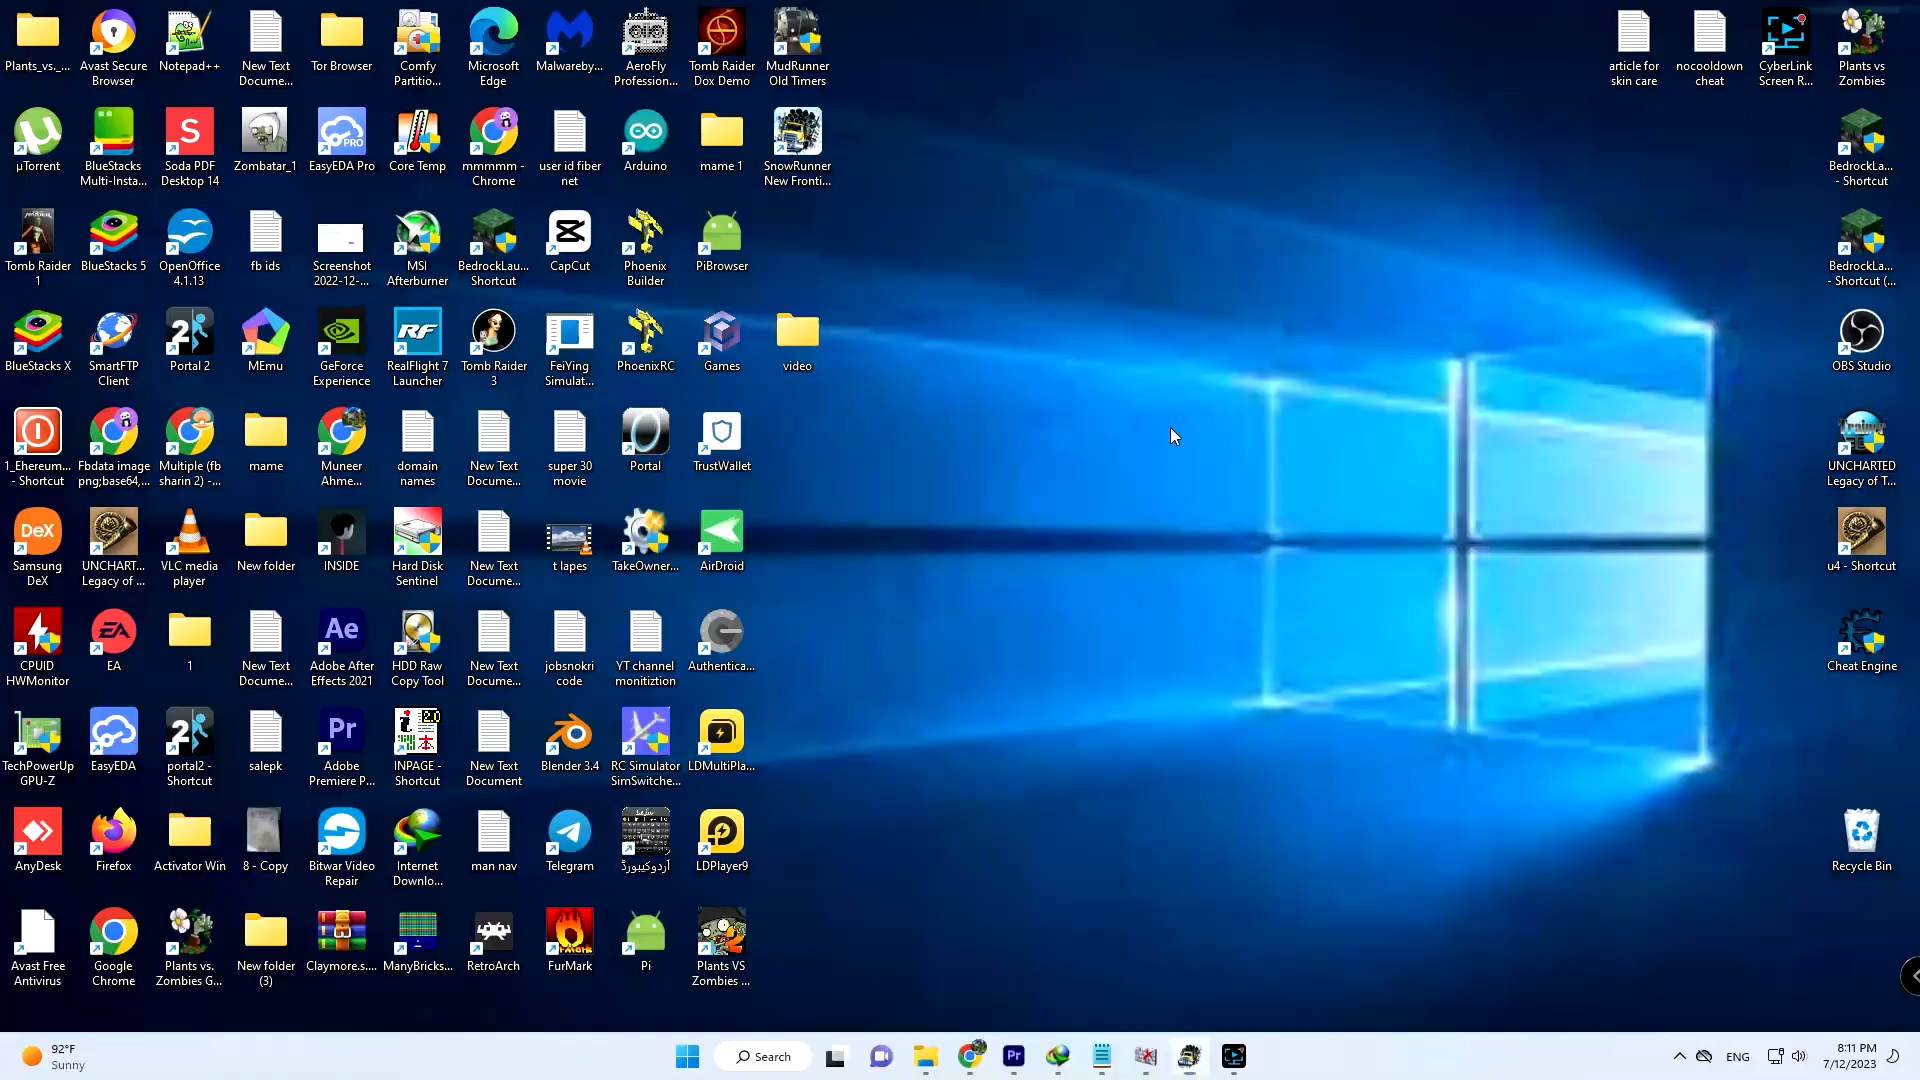 Plants_vs._...
Avast Secure
Browser
Notepad++
New Text
Docume...
Tor Browser
Comfy
Partitio...
Microsoft
Edge
Malwareby...
AeroFly
Profession...
Tomb Raider
Dox Demo
MudRunner
Old Timers
article for
skin care
nocooldown
cheat
CyberLink
Screen R...
Plants vs
Zombies
µTorrent
BlueStacks
Multi-Insta...
Soda PDF
Desktop 14
Zombatar_1
EasyEDA Pro
Core Temp
mmmmm -
Chrome
user id fiber
net
Arduino
mame 1
SnowRunner
New Fronti...
BedrockLa...
- Shortcut
Tomb Raider
1
BlueStacks 5
OpenOffice
4.1.13
fb ids
Screenshot
2022-12-...
MSI
Afterburner
BedrockLau...
Shortcut
CapCut
Phoenix
Builder
PiBrowser
BedrockLa...
- Shortcut (...
BlueStacks X
SmartFTP
Client
Portal 2
MEmu
GeForce
Experience
RealFlight 7
Launcher
Tomb Raider
3
FeiYing
Simulat...
PhoenixRC
Games
video
OBS Studio
1_Ehereum...
- Shortcut
Fbdata image
png;base64,...
Multiple (fb
sharin 2) -...
mame
Muneer
Ahme...
domain
names
New Text
Docume...
super 30
movie
Portal
TrustWallet
UNCHARTED
Legacy of T...
DeX
Samsung
DeX
UNCHART...
Legacy of ...
VLC media
player
New folder
INSIDE
Hard Disk
Sentinel
New Text
Docume...
t lapes
TakeOwner...
AirDroid
u4 - Shortcut
CPUID
HWMonitor
EA
EA
1
New Text
Docume...
Ae
Adobe After
Effects 2021
HDD Raw
Copy Tool
New Text
Docume...
jobsnokri
code
YT channel
monitiztion
Authentica...
Cheat Engine
TechPowerUp
GPU-Z
EasyEDA
portal2 -
Shortcut
salepk
Pr
Adobe
Premiere P...
INPAGE -
Shortcut
New Text
Document
Blender 3.4
RC Simulator
SimSwitche...
LDMultiPla...
AnyDesk
Firefox
Activator Win
8 - Copy
Bitwar Video
Repair
Internet
Downlo...
man nav
Telegram
اردوکیبورڈ
LDPlayer9
Recycle Bin
Avast Free
Antivirus
Google
Chrome
Plants vs.
Zombies G...
New folder
(3)
Claymore.s....
ManyBricks...
RetroArch
FurMark
Pi
Plants VS
Zombies ...
92°F
Sunny
Search
Pr
ENG
8:11 PM
7/12/2023